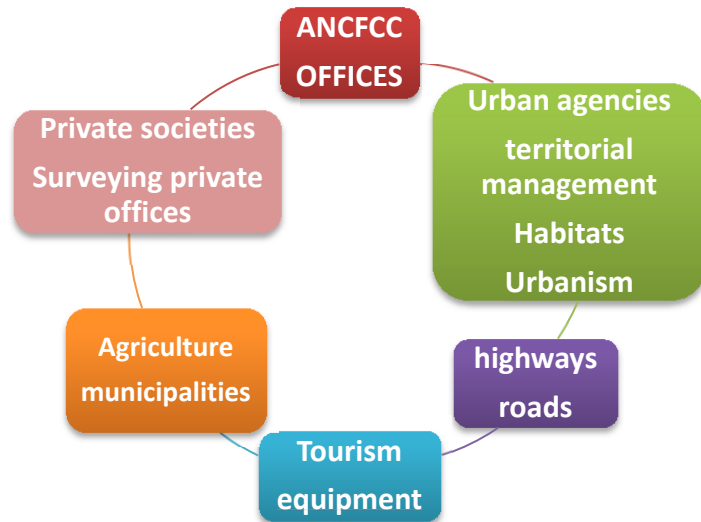 ANCFCC
OFFICES
Urban agencies
territorial
management
Habitats
Urbanism
highways
roads
Tourism
equipment
Agriculture
municipalities
Private societies
Surveying private
offices